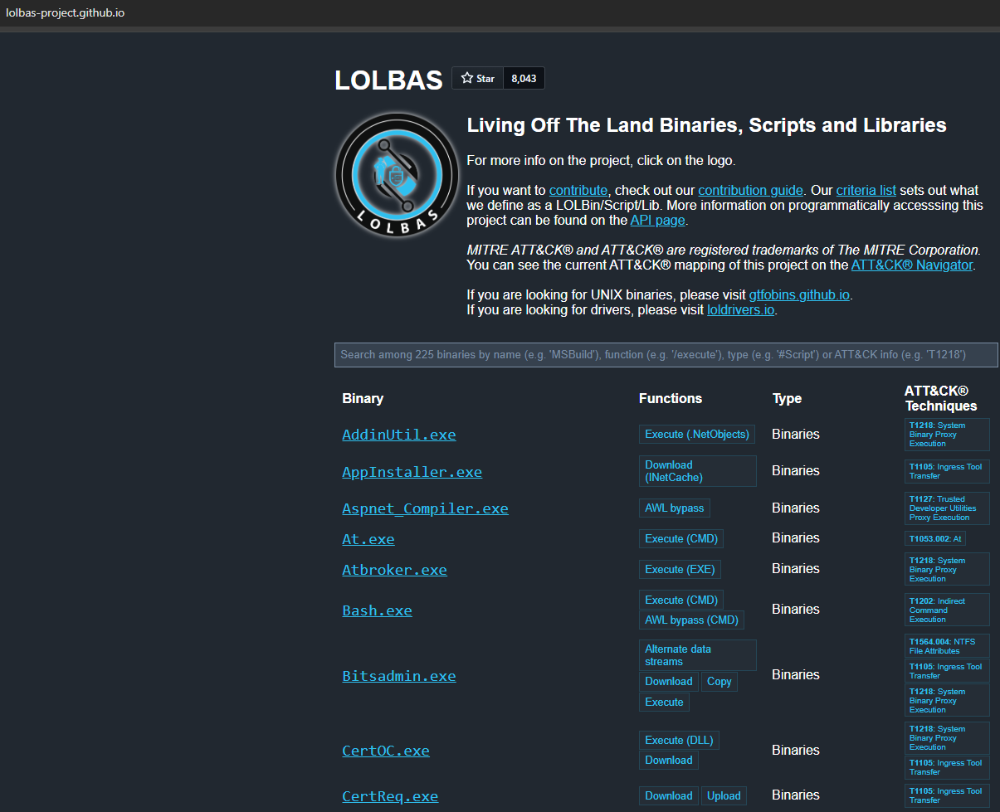 lolbas-project.github.io
LOLBAS
Star 8,043
LOLBAS
Living Off The Land Binaries, Scripts and Libraries
For more info on the project, click on the logo.
If you want to contribute, check out our contribution guide. Our criteria list sets out what
we define as a LOLBin/Script/Lib. More information on programmatically accesssing this
project can be found on the API page.
MITRE ATT&CK® and ATT&CK® are registered trademarks of The MITRE Corporation.
You can see the current ATT&CK® mapping of this project on the ATT&CK® Navigator.
If you are looking for UNIX binaries, please visit gtfobins.github.io.
If you are looking for drivers, please visit loldrivers.io.
Search among 225 binaries by name (e.g. 'MSBuild'), function (e.g. '/execute'), type (e.g. '#Script') or ATT&CK info (e.g. 'T1218')
Binary Functions Type ATT&CK®
Techniques
AddinUtil.exe Execute (.NetObjects) Binaries T1218: System
Binary Proxy
Execution
AppInstaller.exe Download
(INetCache) Binaries T1105: Ingress Tool
Transfer
Aspnet_Compiler.exe AWL bypass Binaries T1127: Trusted
Developer Utilities
Proxy Execution
At.exe Execute (CMD) Binaries T1053.002: At
Atbroker.exe Execute (EXE) Binaries T1218: System
Binary Proxy
Execution
Bash.exe Execute (CMD)
AWL bypass (CMD) Binaries T1202: Indirect
Command
Execution
Bitsadmin.exe Alternate data
streams
Download Copy
Execute Binaries T1564.004: NTFS
File Attributes
T1105: Ingress Tool
Transfer
T1218: System
Binary Proxy
Execution
CertOC.exe Execute (DLL)
Download Binaries T1218: System
Binary Proxy
Execution
T1105: Ingress Tool
Transfer
CertReq.exe Download Upload Binaries T1105: Ingress Tool
Transfer